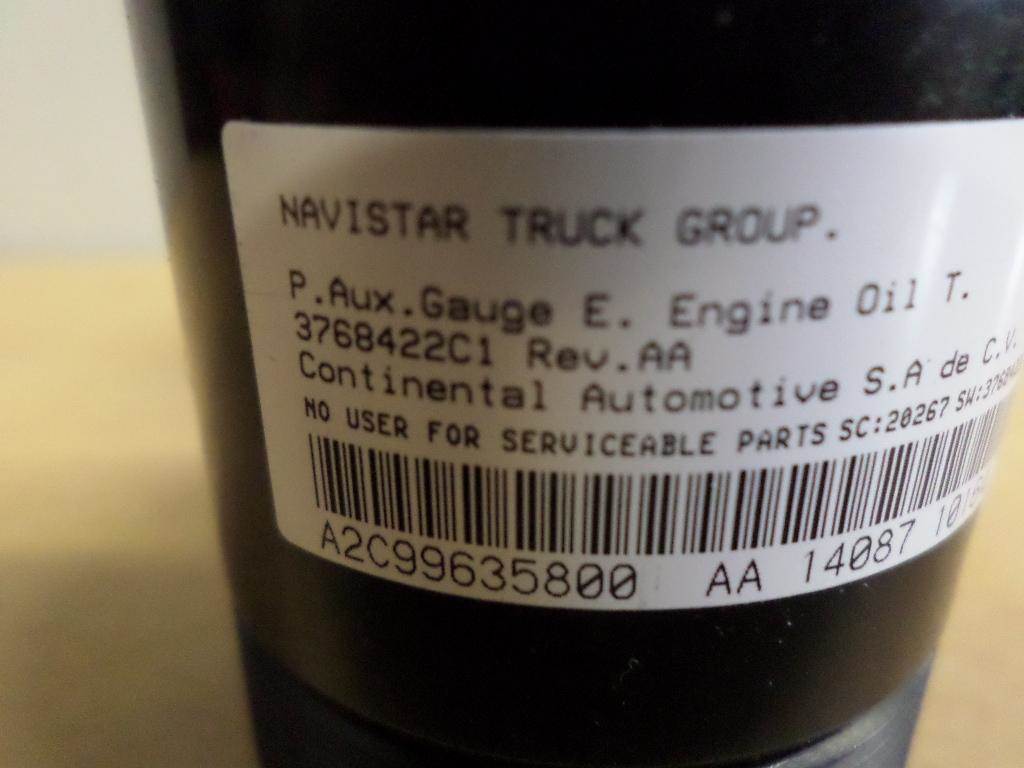 NAVISTAR TRUCK GROUP.
P.Aux.Gauge E. Engine Oil T.
3768422C1 Rev.AA
Continental Automotive S.A de C.V.
NO USER FOR SERVICEABLE PARTS SC:20267
A2C99635800 AA 14087